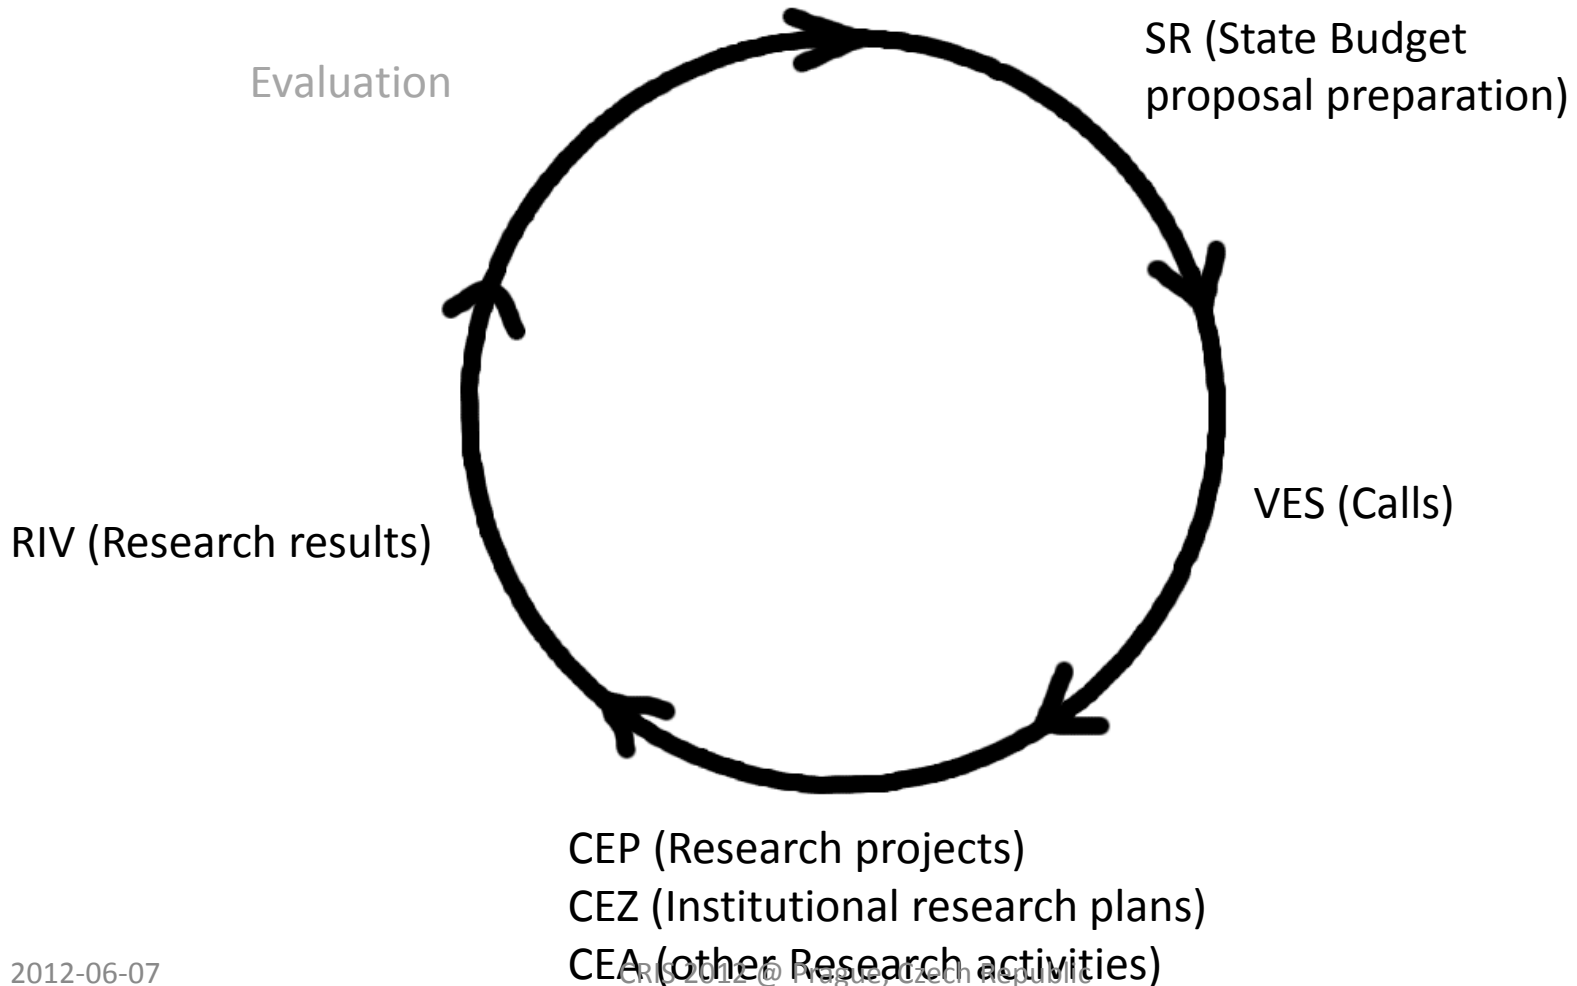 Evaluation
SR (State Budget
proposal preparation)
VES (Calls)
RIV (Research results)
CEP (Research projects)
CEZ (Institutional research plans)
CEA (other Research activities)
2012-06-07
CRIS 2012 @ Prague, Czech Republic